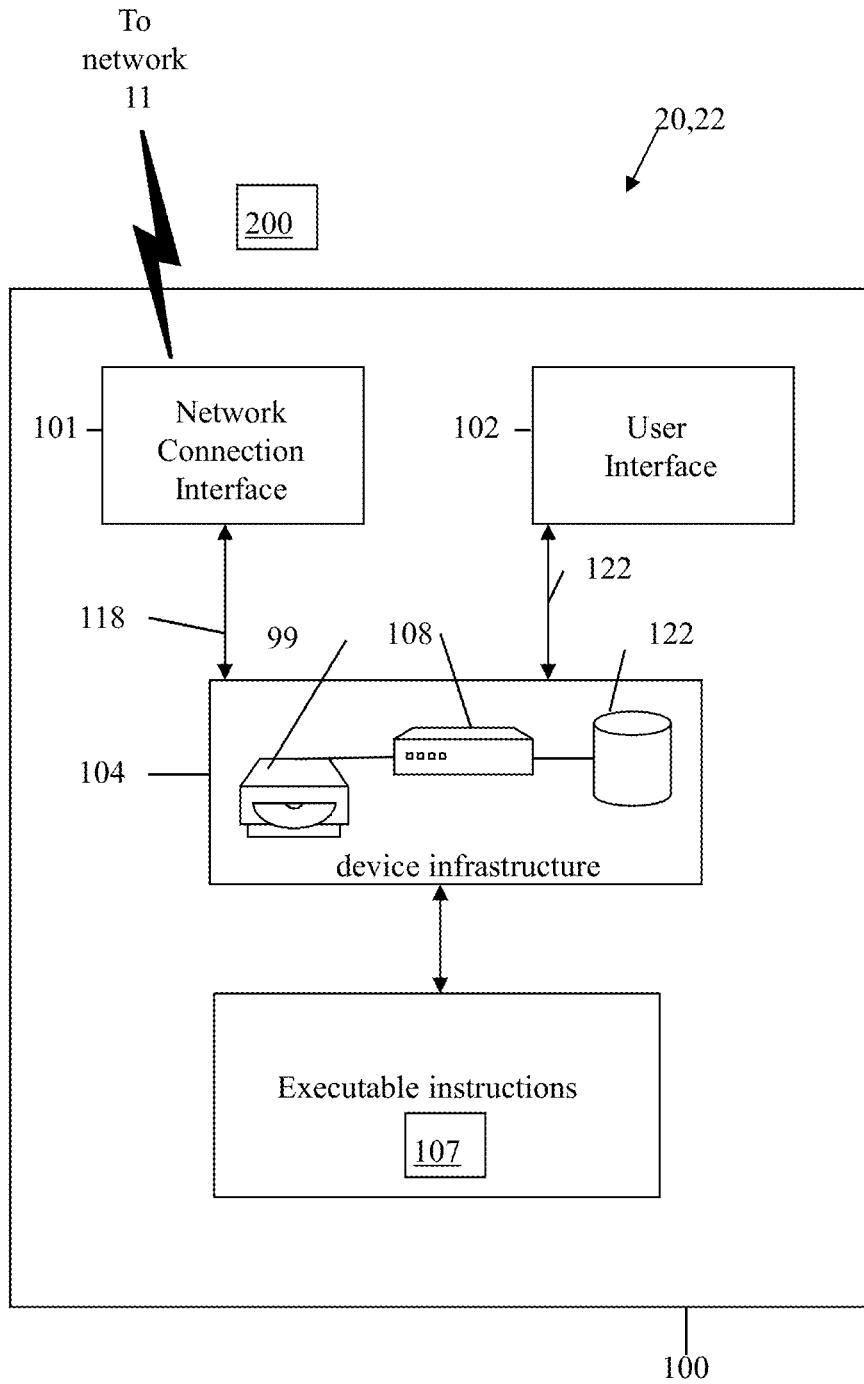 To
network
11
20,22
200
101
Network
Connection
Interface
102
User
Interface
118
122
99
108
122
104
device infrastructure
Executable instructions
107
100